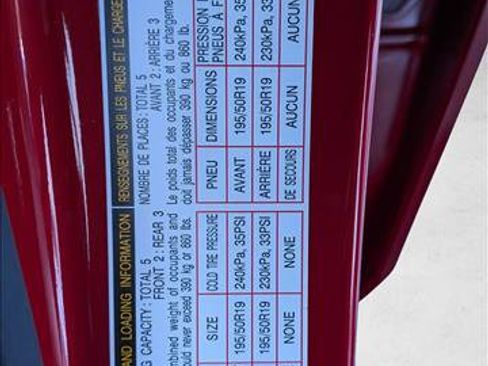 AND LOADING INFORMATION
G CAPACITY: TOTAL 5
FRONT 2: REAR 3
mbined weight of occupants and
never exceed 390 kg or 860 lbs.
SIZE COLD TIRE PRESSURE
195/50R19 240kPa, 35PSI
195/50R19 230kPa, 33PSI
NONE NONE
RENSEIGNEMENTS SUR LES PNEUS ET LE CHARGE
NOMBRE DE PLACES: TOTAL 5
AVANT 2: ARRIÈRE 3
Le poids total des occupants et du chargeme
doit jamais dépasser 390 kg ou 860 lb.
PNEU DIMENSIONS PRESSION
PNEUS À F
AVANT 195/50R19 240kPa, 35
ARRIÈRE 195/50R19 230kPa, 33
DE SECOURS AUCUN AUCUN